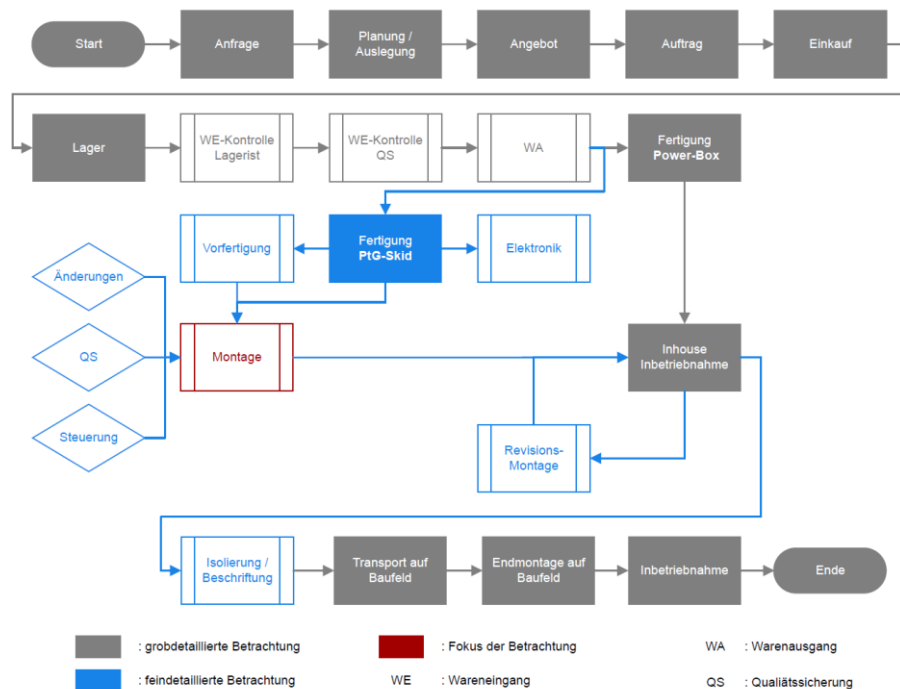 Start
Anfrage
Planung /
Auslegung
Angebot
Auftrag
Einkauf
Lager
WE-Kontrolle
Lagerist
WE-Kontrolle
QS
WA
Fertigung
Power-Box
Vorfertigung
Fertigung
PtG-Skid
Elektronik
Änderungen
QS
Montage
Inhouse
Inbetriebnahme
Steuerung
Revisions-
Montage
Isolierung /
Beschriftung
Transport auf
Baufeld
Endmontage auf
Baufeld
Inbetriebnahme
Ende
: grobdetaillierte Betrachtung
: Fokus der Betrachtung
WA : Warenausgang
: feindetaillierte Betrachtung
WE : Wareneingang
QS : Qualiätssicherung